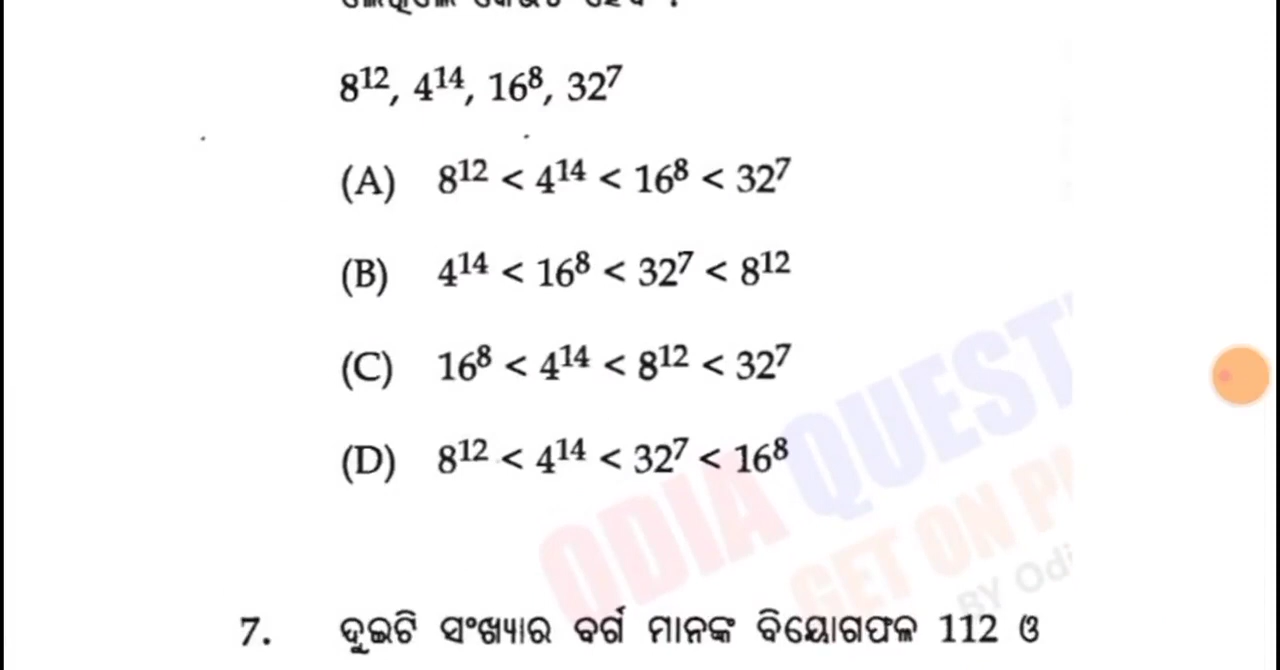 8¹², 4¹⁴, 16⁸, 32⁷
(A) 8¹² < 4¹⁴ < 16⁸ < 32⁷
(B) 4¹⁴ < 16⁸ < 32⁷ < 8¹²
(C) 16⁸ < 4¹⁴ < 8¹² < 32⁷
(D) 8¹² < 4¹⁴ < 32⁷ < 16⁸
ODIA QUEST
GET ON
BY Odi
7. ଦୁଇଟି ସଂଖ୍ୟାର ବର୍ଗ ମାନଙ୍କ ବିୟୋଗଫଳ 112 ଓ